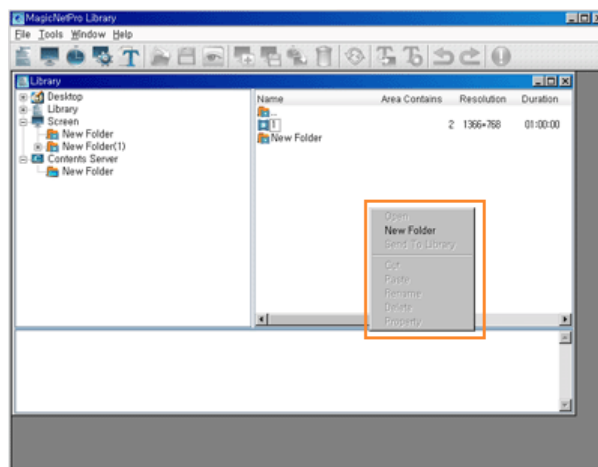 MagicNetPro Library
File Tools Window Help
Library
Desktop
Library
Screen
New Folder
New Folder(1)
Contents Server
New Folder
Name Area Contains Resolution Duration
..
1 2 1366*768 01:00:00
New Folder
Open
New Folder
Send To Library
Cut
Paste
Rename
Delete
Property